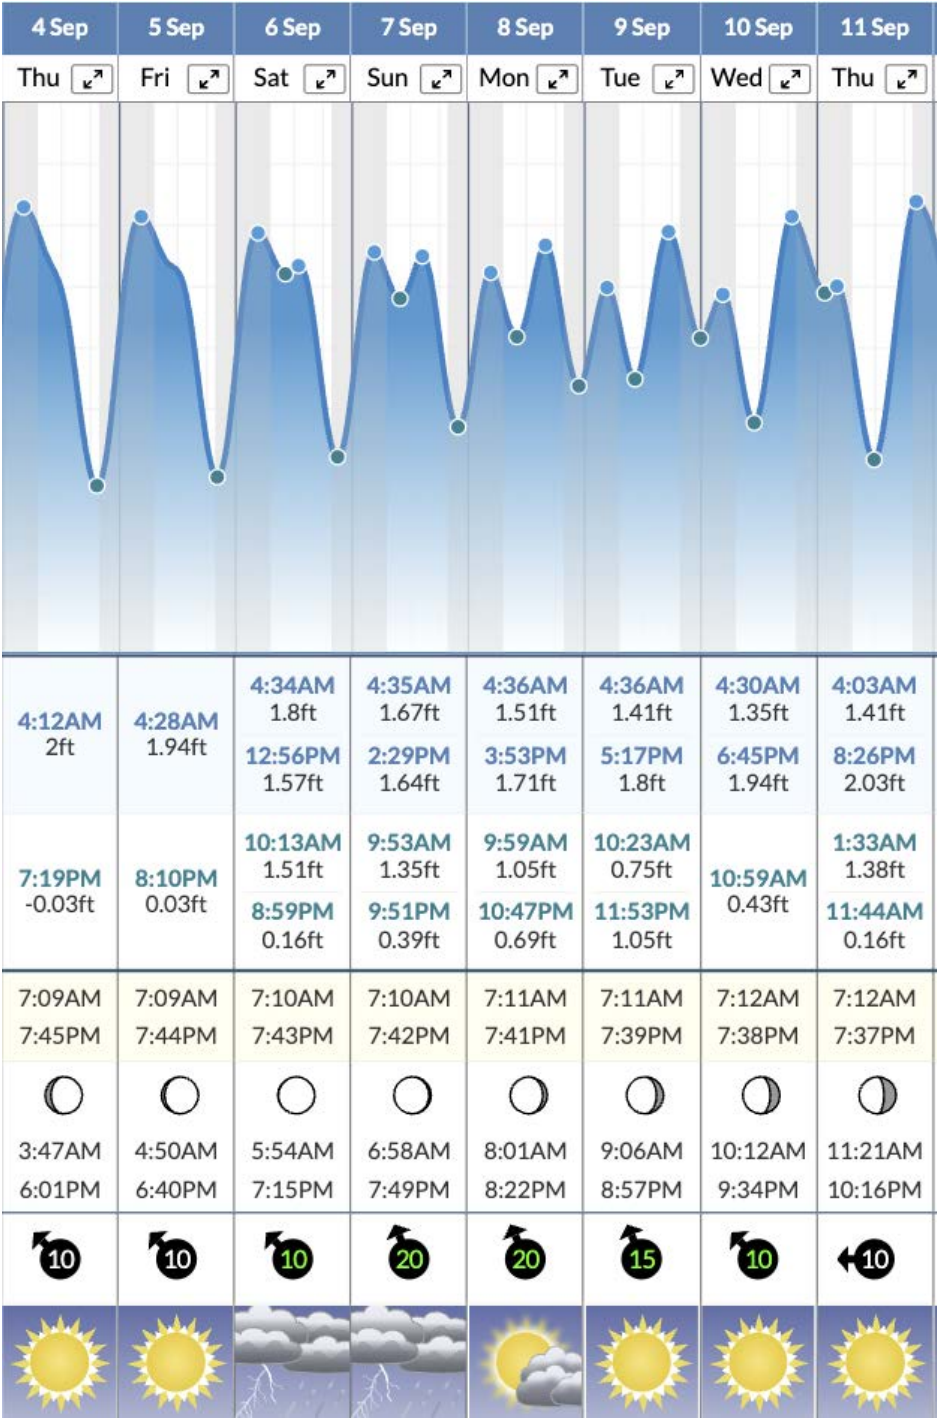 4 Sep 5 Sep 6 Sep 7 Sep 8 Sep 9 Sep 10 Sep 11 Sep
Thu Fri Sat Sun Mon Tue Wed Thu
4:34AM 4:35AM 4:36AM 4:36AM 4:30AM 4:03AM
1.8ft 1.67ft 1.51ft 1.41ft 1.35ft 1.41ft
4:12AM 4:28AM
2ft 1.94ft
12:56PM 2:29PM 3:53PM 5:17PM 6:45PM 8:26PM
1.57ft 1.64ft 1.71ft 1.8ft 1.94ft 2.03ft
10:13AM 9:53AM 9:59AM 10:23AM 1:33AM
1.51ft 1.35ft 1.05ft 0.75ft 1.38ft
7:19PM 8:10PM 10:59AM
-0.03ft 0.03ft 0.43ft
8:59PM 9:51PM 10:47PM 11:53PM 11:44AM
0.16ft 0.39ft 0.69ft 1.05ft 0.16ft
7:09AM 7:09AM 7:10AM 7:10AM 7:11AM 7:11AM 7:12AM 7:12AM
7:45PM 7:44PM 7:43PM 7:42PM 7:41PM 7:39PM 7:38PM 7:37PM
3:47AM 4:50AM 5:54AM 6:58AM 8:01AM 9:06AM 10:12AM 11:21AM
6:01PM 6:40PM 7:15PM 7:49PM 8:22PM 8:57PM 9:34PM 10:16PM
10 10 10 20 20 15 10 10